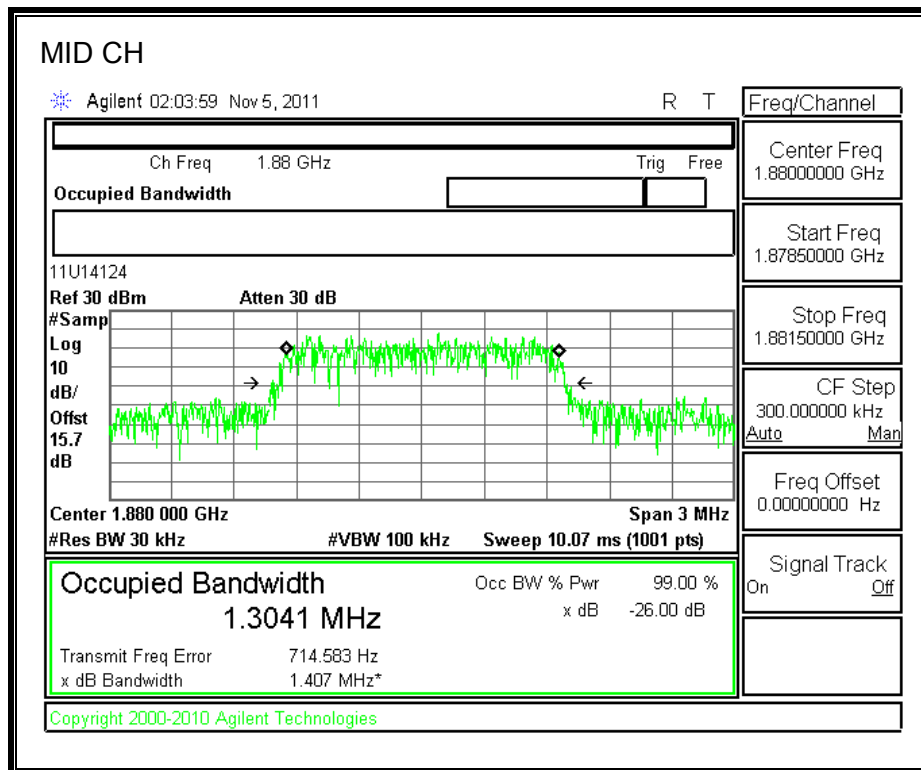 MID CH
Agilent 02:03:59 Nov 5, 2011 R T
Ch Freq 1.88 GHz Trig Free
Occupied Bandwidth
11U14124
Ref 30 dBm Atten 30 dB
#Samp
Log
10
dB/
Offst
15.7
dB
Center 1.880 000 GHz Span 3 MHz
#Res BW 30 kHz #VBW 100 kHz Sweep 10.07 ms (1001 pts)
Occupied Bandwidth
1.3041 MHz
Occ BW % Pwr 99.00 %
x dB -26.00 dB
Transmit Freq Error 714.583 Hz
x dB Bandwidth 1.407 MHz*
Copyright 2000-2010 Agilent Technologies
Freq/Channel
Center Freq
1.88000000 GHz
Start Freq
1.87850000 GHz
Stop Freq
1.88150000 GHz
CF Step
300.000000 kHz
Auto Man
Freq Offset
0.00000000 Hz
Signal Track
On Off